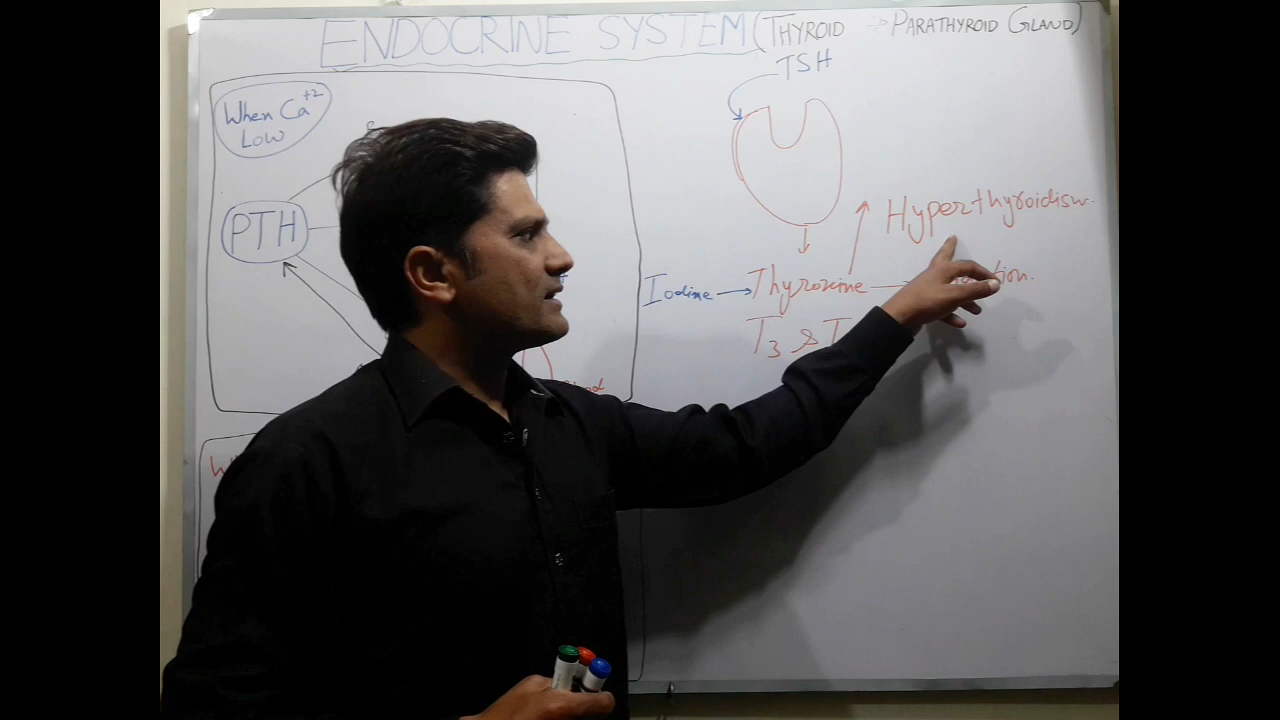 ENDOCRINE SYSTEM (THYROID PARATHYROID GLAND)
TSH
When Ca+2
Low
PTH
Hyperthyroidism.
Iodine → Thyroxine →
T3 & T